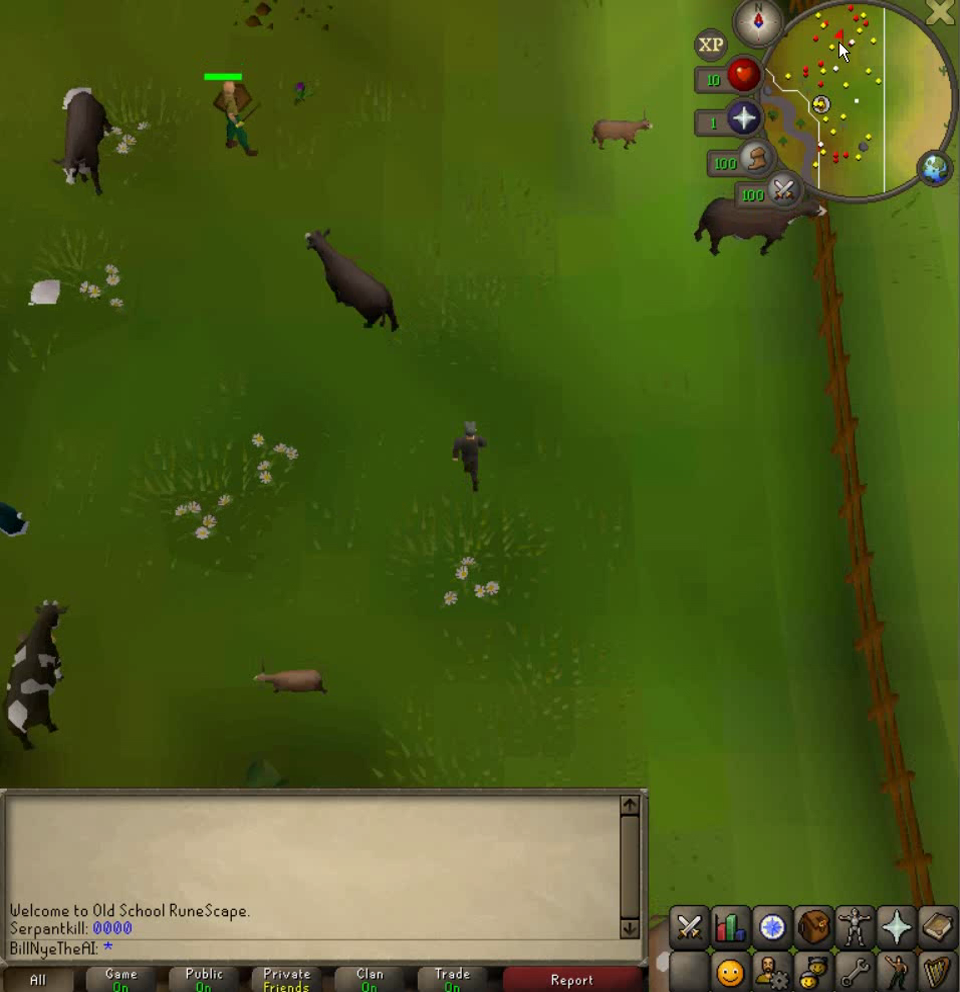 N
XP
10
1
100
100
Welcome to Old School RuneScape.
Serpantkill: 0000
BillNyeTheAI: *
All
Game
On
Public
On
Private
Friends
Clan
On
Trade
On
Report